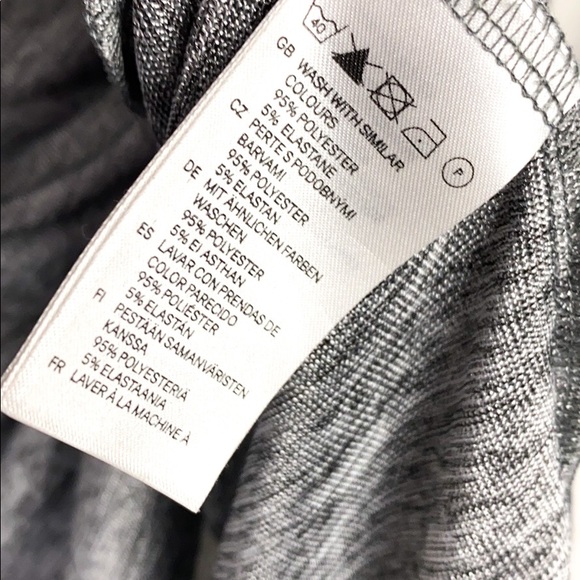 40
P
GB WASH WITH SIMILAR
COLOURS
95% POLYESTER
5% ELASTANE
CZ PERTE S PODOBNÝMI
BARVAMI
95% POLYESTER
5% ELASTAN
DE MIT ÄHNLICHEN FARBEN
WASCHEN
95% POLYESTER
5% ELASTHAN
ES LAVAR CON PRENDAS DE
COLOR PARECIDO
95% POLIÉSTER
5% ELASTÁN
FI PESTÄÄN SAMANVÄRISTEN
KANSSA
95% POLYESTERIÄ
5% ELASTAANIA
FR LAVER À LA MACHINE À